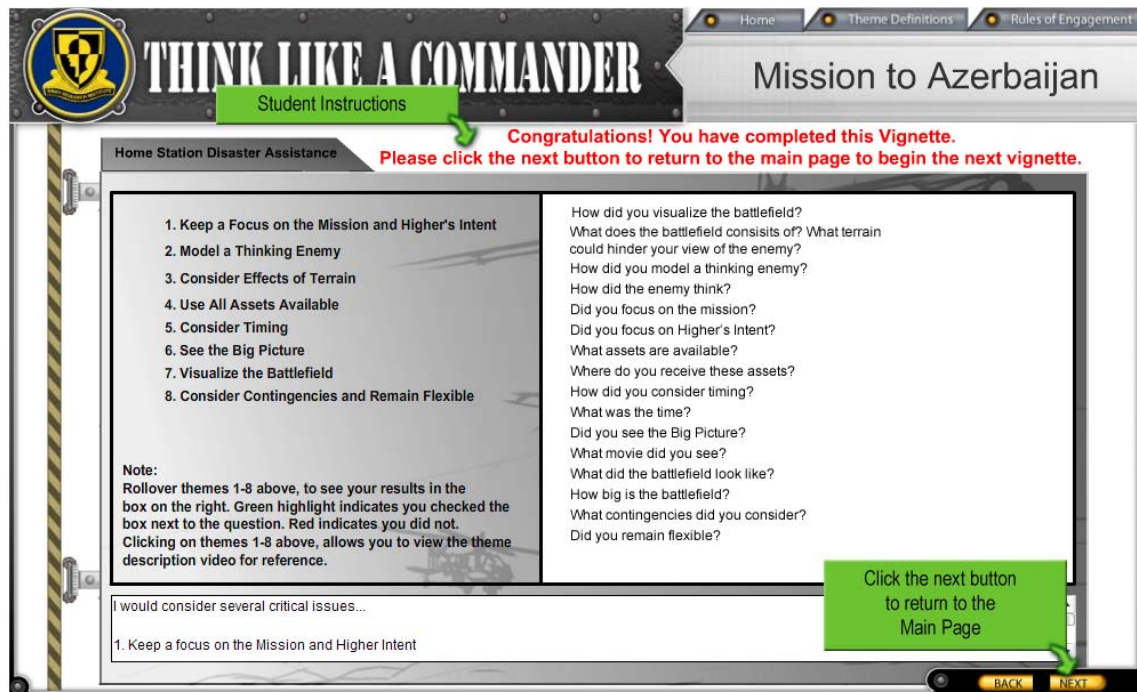 Home
Theme Definitions
Rules of Engagement
THINK LIKE A COMMANDER
Mission to Azerbaijan
Student Instructions
Congratulations! You have completed this Vignette.
Please click the next button to return to the main page to begin the next vignette.
Home Station Disaster Assistance
1. Keep a Focus on the Mission and Higher's Intent
2. Model a Thinking Enemy
3. Consider Effects of Terrain
4. Use All Assets Available
5. Consider Timing
6. See the Big Picture
7. Visualize the Battlefield
8. Consider Contingencies and Remain Flexible
Note:
Rollover themes 1-8 above, to see your results in the
box on the right. Green highlight indicates you checked the
box next to the question. Red indicates you did not.
Clicking on themes 1-8 above, allows you to view the theme
description video for reference.
How did you visualize the battlefield?
What does the battlefield consisits of? What terrain
could hinder your view of the enemy?
How did you model a thinking enemy?
How did the enemy think?
Did you focus on the mission?
Did you focus on Higher's Intent?
What assets are available?
Where do you receive these assets?
How did you consider timing?
What was the time?
Did you see the Big Picture?
What movie did you see?
What did the battlefield look like?
How big is the battlefield?
What contingencies did you consider?
Did you remain flexible?
I would consider several critical issues...
1. Keep a focus on the Mission and Higher Intent
Click the next button
to return to the
Main Page
BACK
NEXT